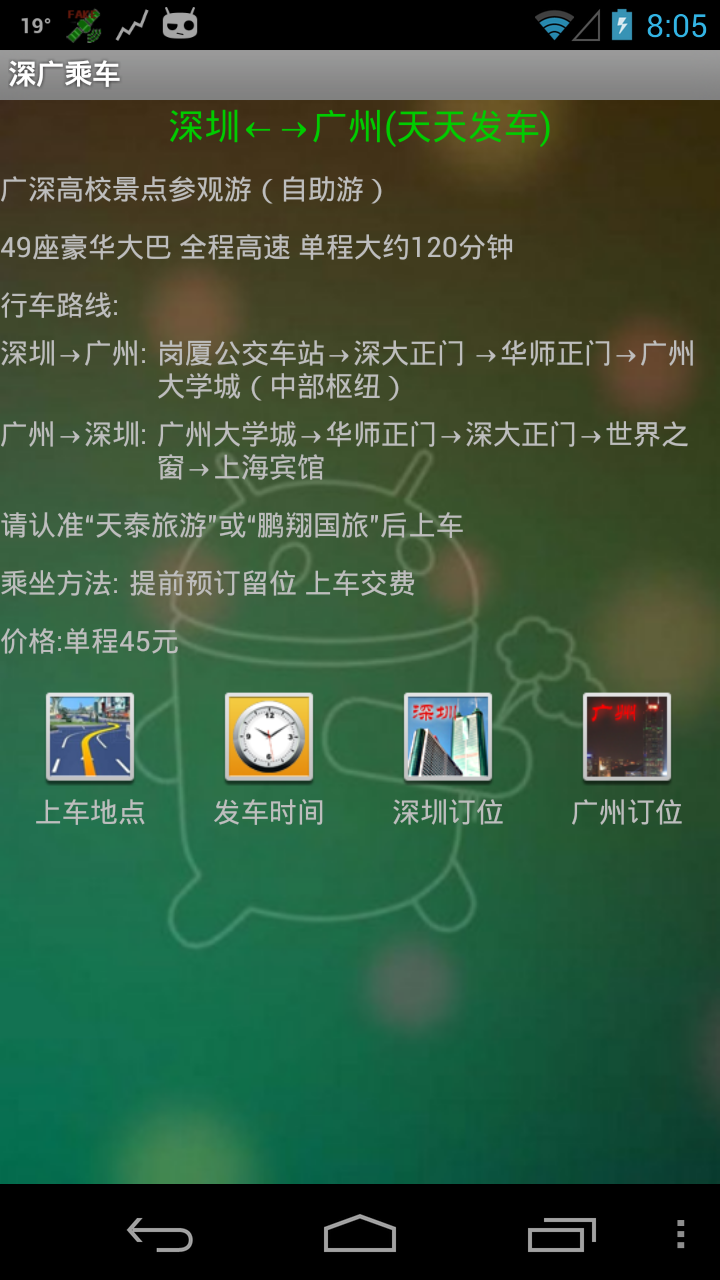 19°
FAKE
8:05
深广乘车
深圳←→广州(天天发车)
广深高校景点参观游（自助游）
49座豪华大巴 全程高速 单程大约120分钟
行车路线:
深圳→广州: 岗厦公交车站→深大正门 →华师正门→广州
大学城（中部枢纽）
广州→深圳: 广州大学城→华师正门→深大正门→世界之
窗→上海宾馆
请认准“天泰旅游”或“鹏翔国旅”后上车
乘坐方法: 提前预订留位 上车交费
价格:单程45元
深圳
广州
上车地点
发车时间
深圳订位
广州订位